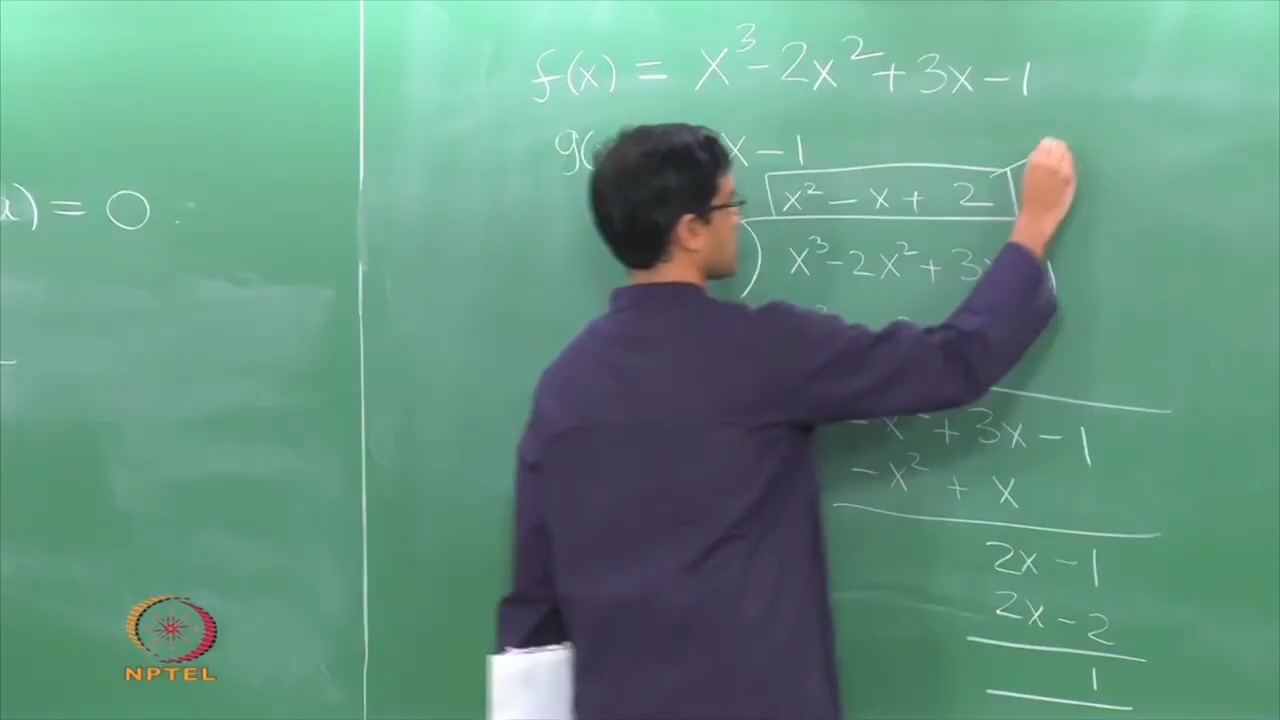 f(x) = x³ - 2x² + 3x - 1
g( x - 1
) = 0
x² - x + 2
) x³ - 2x² + 3
- x² + 3x - 1
- x² + x
2x - 1
2x - 2
1
NPTEL